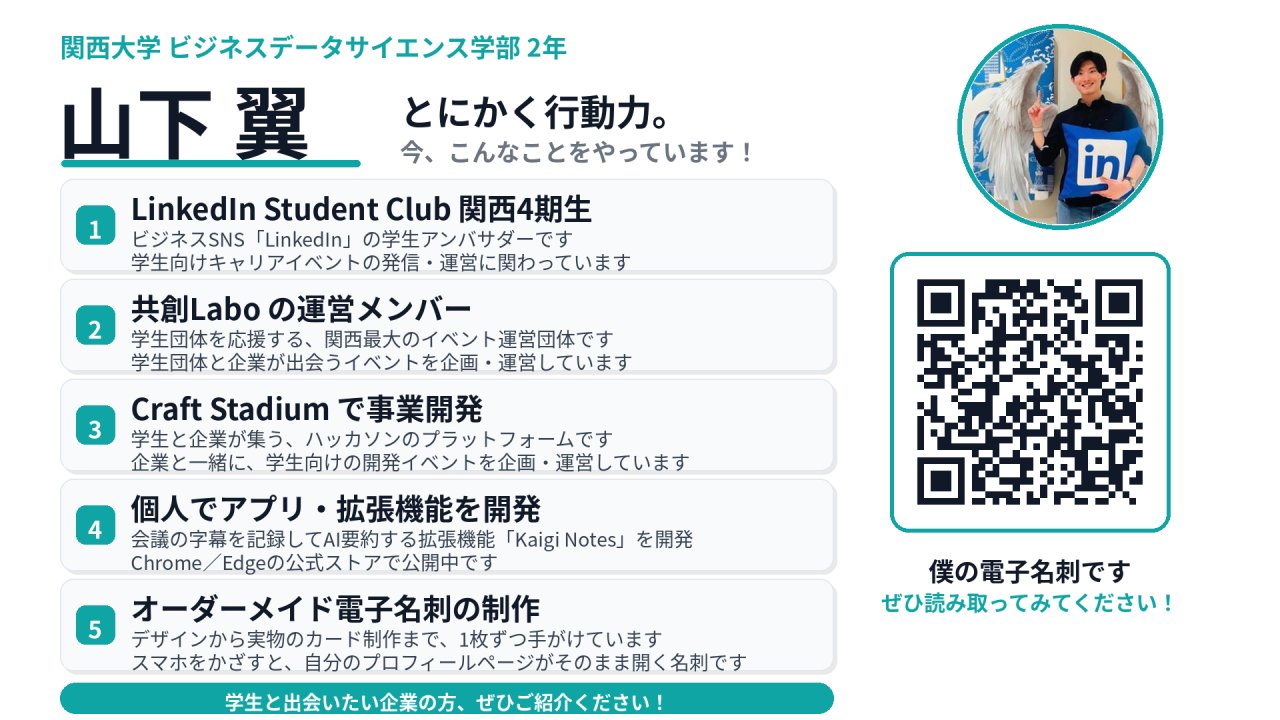 関西大学 ビジネスデータサイエンス学部 2年
山下 翼
とにかく行動力。
今、こんなことをやっています！
1
LinkedIn Student Club 関西4期生
ビジネスSNS「LinkedIn」の学生アンバサダーです
学生向けキャリアイベントの発信・運営に関わっています
2
共創Labo の運営メンバー
学生団体を応援する、関西最大のイベント運営団体です
学生団体と企業が出会うイベントを企画・運営しています
3
Craft Stadium で事業開発
学生と企業が集う、ハッカソンのプラットフォームです
企業と一緒に、学生向けの開発イベントを企画・運営しています
4
個人でアプリ・拡張機能を開発
会議の字幕を記録してAI要約する拡張機能「Kaigi Notes」を開発
Chrome／Edgeの公式ストアで公開中です
5
オーダーメイド電子名刺の制作
デザインから実物のカード制作まで、1枚ずつ手がけています
スマホをかざすと、自分のプロフィールページがそのまま開く名刺です
学生と出会いたい企業の方、ぜひご紹介ください！
in
僕の電子名刺です
ぜひ読み取ってみてください！